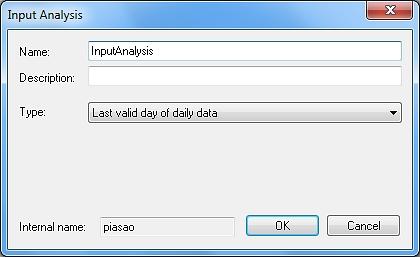 Input Analysis
Name: InputAnalysis
Description:
Type: Last valid day of daily data
Internal name: piasao OK Cancel